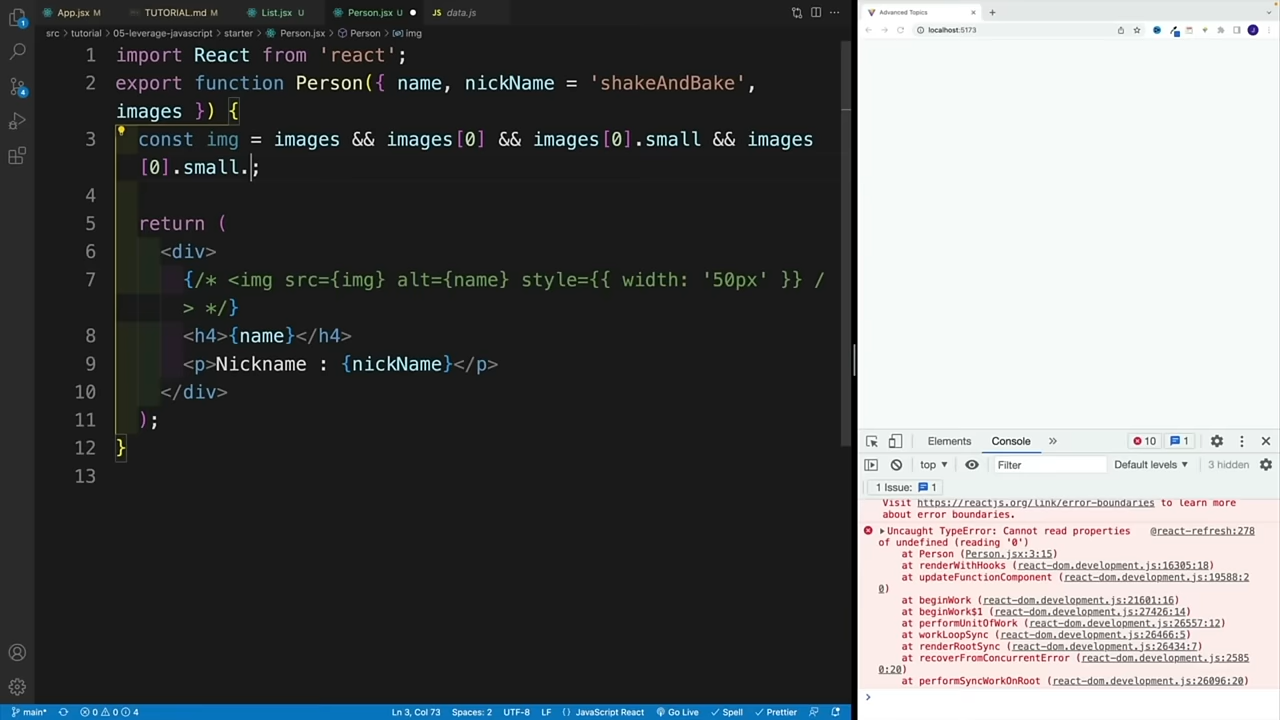 App.jsx U
TUTORIAL.md M
List.jsx U
Person.jsx U
data.js
src > tutorial > 05-leverage-javascript > starter > Person.jsx > Person > img
1 import React from 'react';
2 export function Person({ name, nickName = 'shakeAndBake',
images }) {
3 const img = images && images[0] && images[0].small && images
[0].small.;
4
5 return (
6 <div>
7 {/* <img src={img} alt={name} style={{ width: '50px' }} /
> */}
8 <h4>{name}</h4>
9 <p>Nickname : {nickName}</p>
10 </div>
11 );
12 }
13
main* 0 0 4
Ln 3, Col 73 Spaces: 2 UTF-8 LF {} JavaScript React Go Live Spell Prettier
Advanced Topics
localhost:5173
Elements Console 10 1
top Filter Default levels 3 hidden
1 Issue: 1
Visit https://reactjs.org/link/error-boundaries to learn more
about error boundaries.
Uncaught TypeError: Cannot read properties @react-refresh:278
of undefined (reading '0')
at Person (Person.jsx:3:15)
at renderWithHooks (react-dom.development.js:16305:18)
at updateFunctionComponent (react-dom.development.js:19588:2
0)
at beginWork (react-dom.development.js:21601:16)
at beginWork$1 (react-dom.development.js:27426:14)
at performUnitOfWork (react-dom.development.js:26557:12)
at workLoopSync (react-dom.development.js:26466:5)
at renderRootSync (react-dom.development.js:26434:7)
at recoverFromConcurrentError (react-dom.development.js:2585
0:20)
at performSyncWorkOnRoot (react-dom.development.js:26096:20)